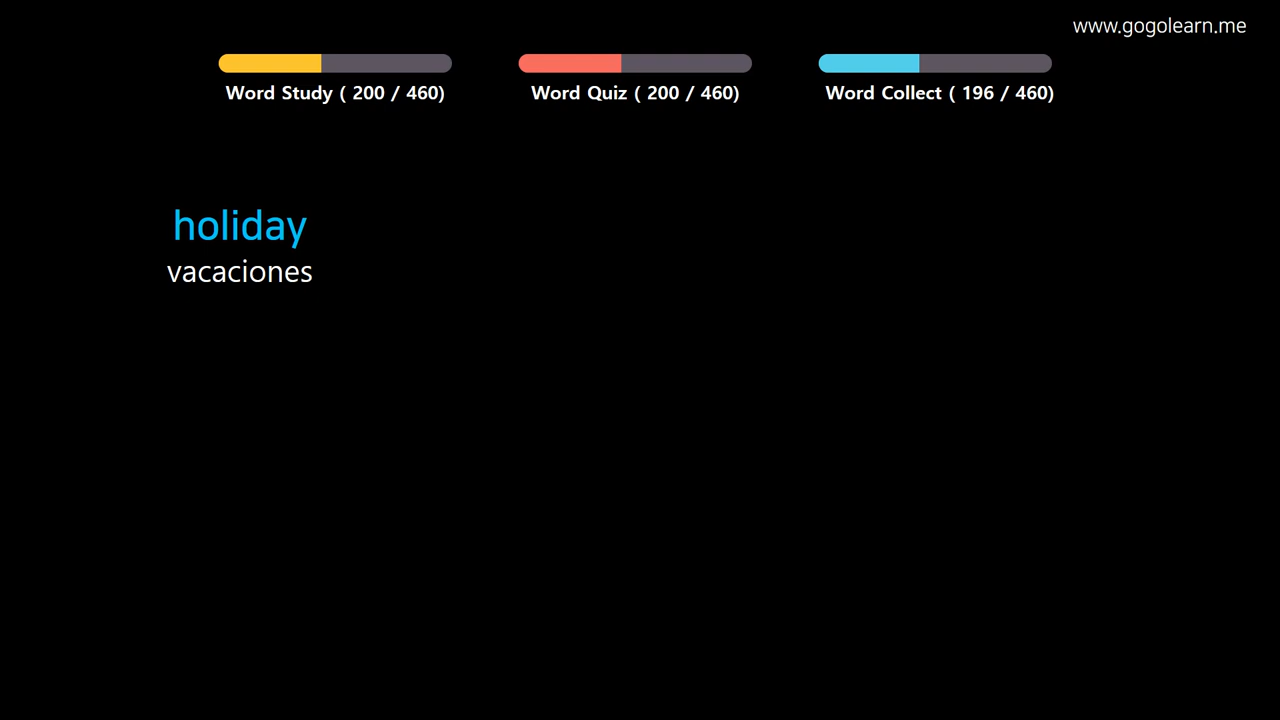 www.gogolearn.me
Word Study ( 200 / 460)
Word Quiz ( 200 / 460)
Word Collect ( 196 / 460)
holiday
vacaciones